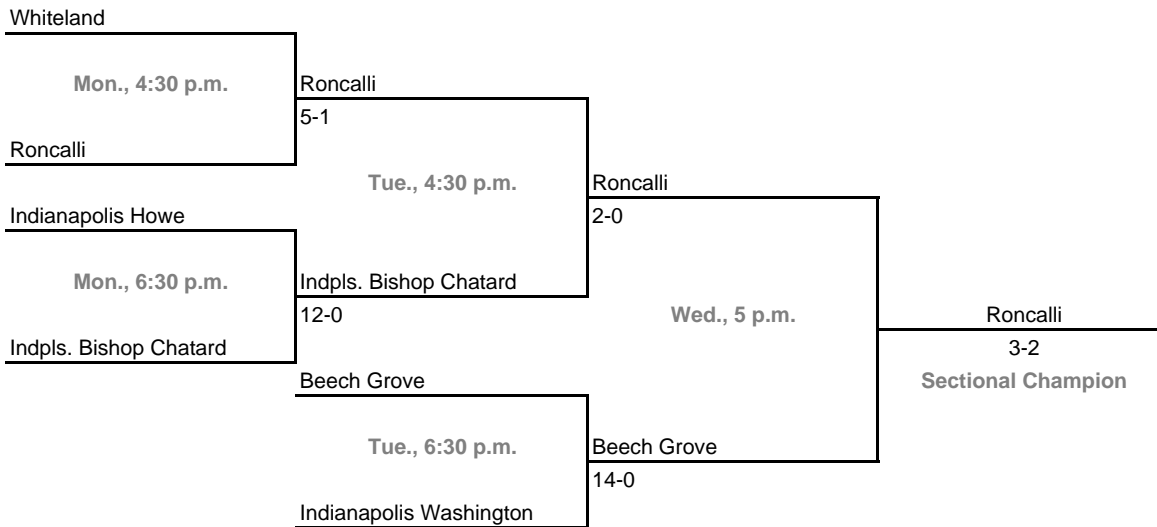 Whiteland
Mon., 4:30 p.m.
Roncalli
5-1
Roncalli
Tue., 4:30 p.m.
Roncalli
2-0
Indianapolis Howe
Mon., 6:30 p.m.
Indpls. Bishop Chatard
12-0
Wed., 5 p.m.
Roncalli
3-2
Sectional Champion
Indpls. Bishop Chatard
Beech Grove
Tue., 6:30 p.m.
Beech Grove
14-0
Indianapolis Washington